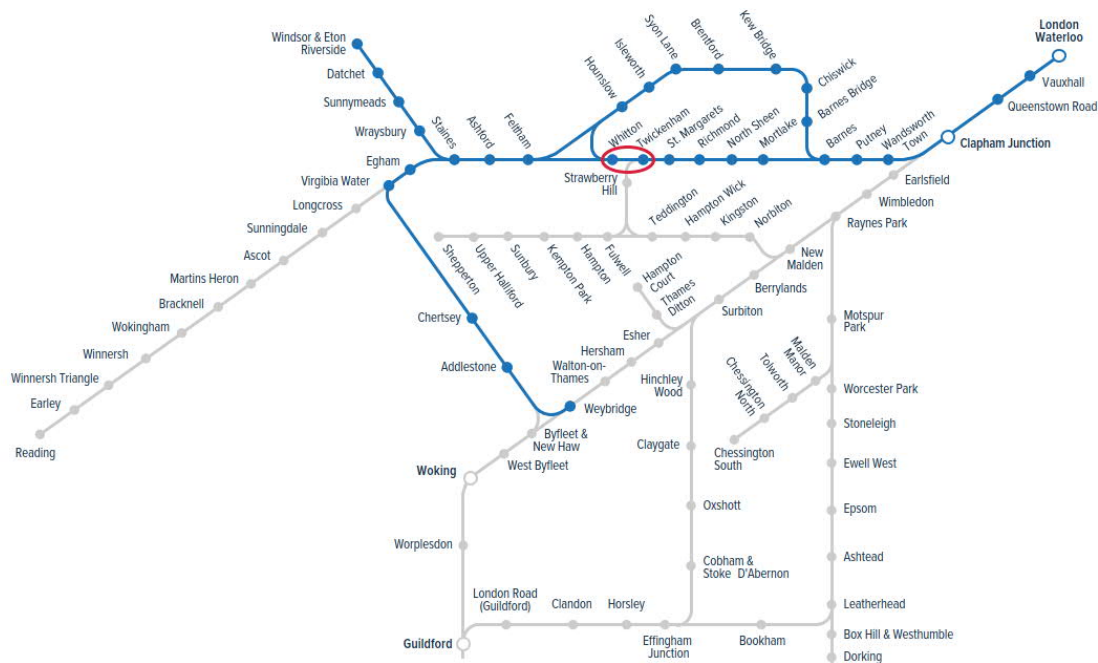 London
Waterloo
Vauxhall
Queenstown Road
Clapham Junction
Windsor & Eton
Riverside
Datchet
Sunnymeads
Wraysbury
Staines
Ashford
Feltham
Hounslow
Isleworth
Syon Lane
Brentford
Kew Bridge
Chiswick
Barnes Bridge
Whitton
Twickenham
St. Margarets
Richmond
North Sheen
Mortlake
Barnes
Putney
Wandsworth
Town
Egham
Virgibia Water
Longcross
Sunningdale
Ascot
Martins Heron
Bracknell
Wokingham
Winnersh
Winnersh Triangle
Earley
Reading
Strawberry
Hill
Earlsfield
Wimbledon
Raynes Park
Shepperton
Upper Halliford
Sunbury
Kempton Park
Hampton
Fulwell
Teddington
Hampton Wick
Kingston
Norbiton
New
Malden
Berrylands
Surbiton
Hampton
Court
Thames
Ditton
Esher
Hersham
Walton-on-
Thames
Weybridge
Chertsey
Addlestone
Byfleet &
New Haw
West Byfleet
Woking
Worplesdon
Guildford
London Road
(Guildford)
Clandon
Horsley
Effingham
Junction
Bookham
Hinchley
Wood
Claygate
Oxshott
Cobham &
Stoke D'Abernon
Motspur
Park
Malden
Manor
Tolworth
Chessington
North
Chessington
South
Worcester Park
Stoneleigh
Ewell West
Epsom
Ashtead
Leatherhead
Box Hill & Westhumble
Dorking